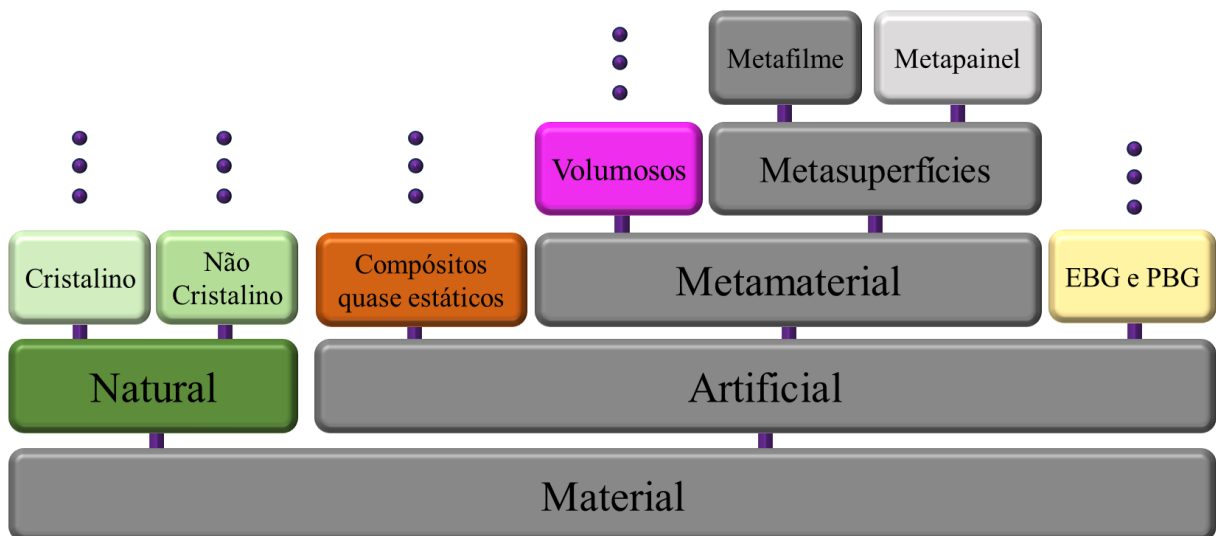 Metafilme
Metapainel
Volumosos
Metasuperfícies
Cristalino
Não
Cristalino
Compósitos
quase estáticos
Metamaterial
EBG e PBG
Natural
Artificial
Material